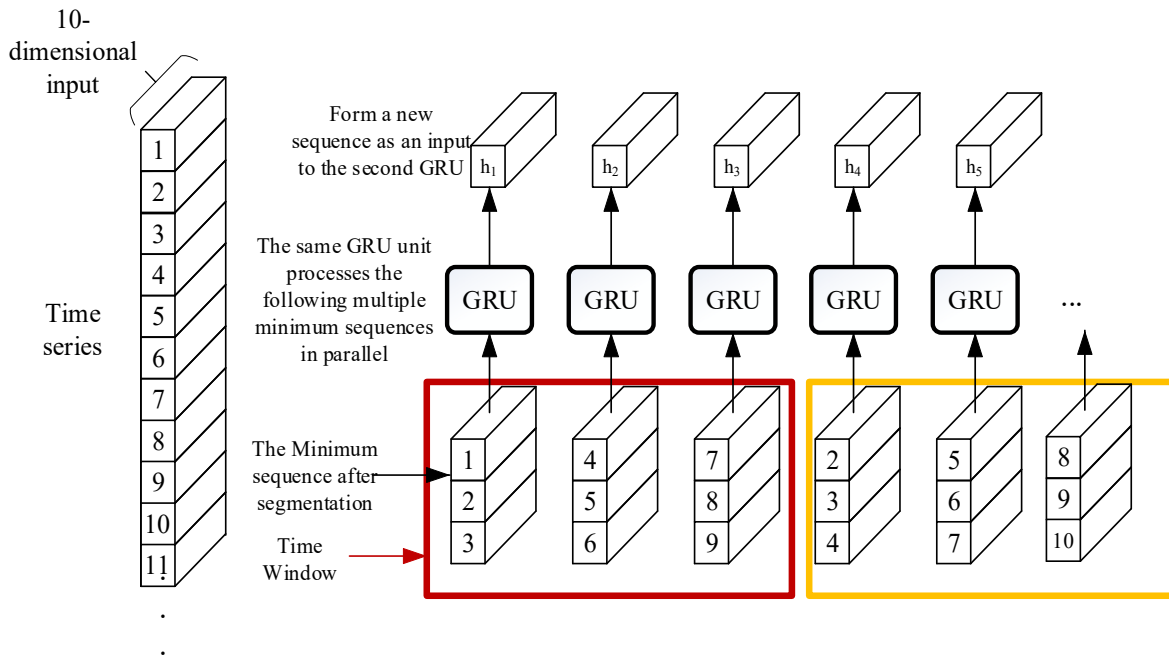 10-
dimensional
input
1
2
3
4
5
6
7
8
9
10
11
.
.
.
Time
series
Form a new
sequence as an input
to the second GRU
h₁
h₂
h₃
h₄
h₅
The same GRU unit
processes the
following multiple
minimum sequences
in parallel
GRU
GRU
GRU
GRU
GRU
...
The Minimum
sequence after
segmentation
Time
Window
1
2
3
4
5
6
7
8
9
2
3
4
5
6
7
8
9
10